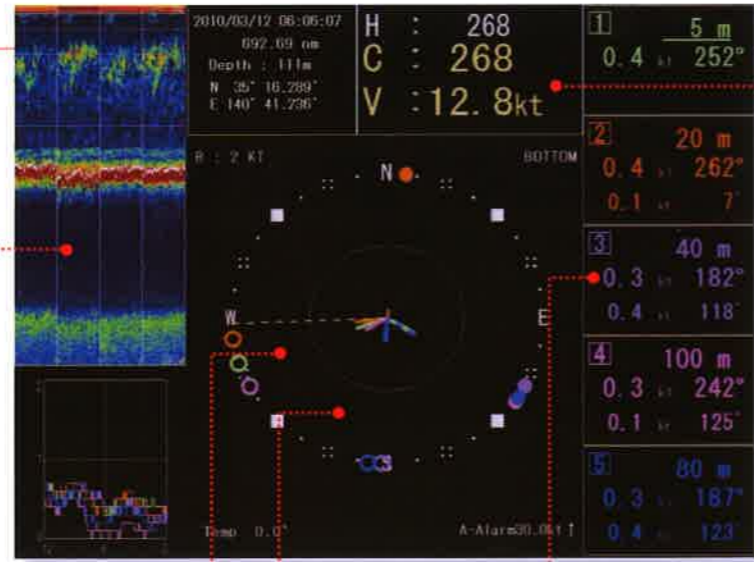 2010/03/12 06:06:07
692.69 nm
Depth : 111m
N 35° 16.289'
E 140° 41.236'
H : 268
C : 268
V : 12.8kt
R : 2 KT
BOTTOM
N
W
E
S
Temp 0.0°
A-Alarm30.0kt↑
1 5 m
0.4 kt 252°
2 20 m
0.4 kt 262°
0.1 kt 7°
3 40 m
0.3 kt 182°
0.4 kt 118°
4 100 m
0.3 kt 242°
0.1 kt 125°
5 80 m
0.3 kt 187°
0.4 kt 123°